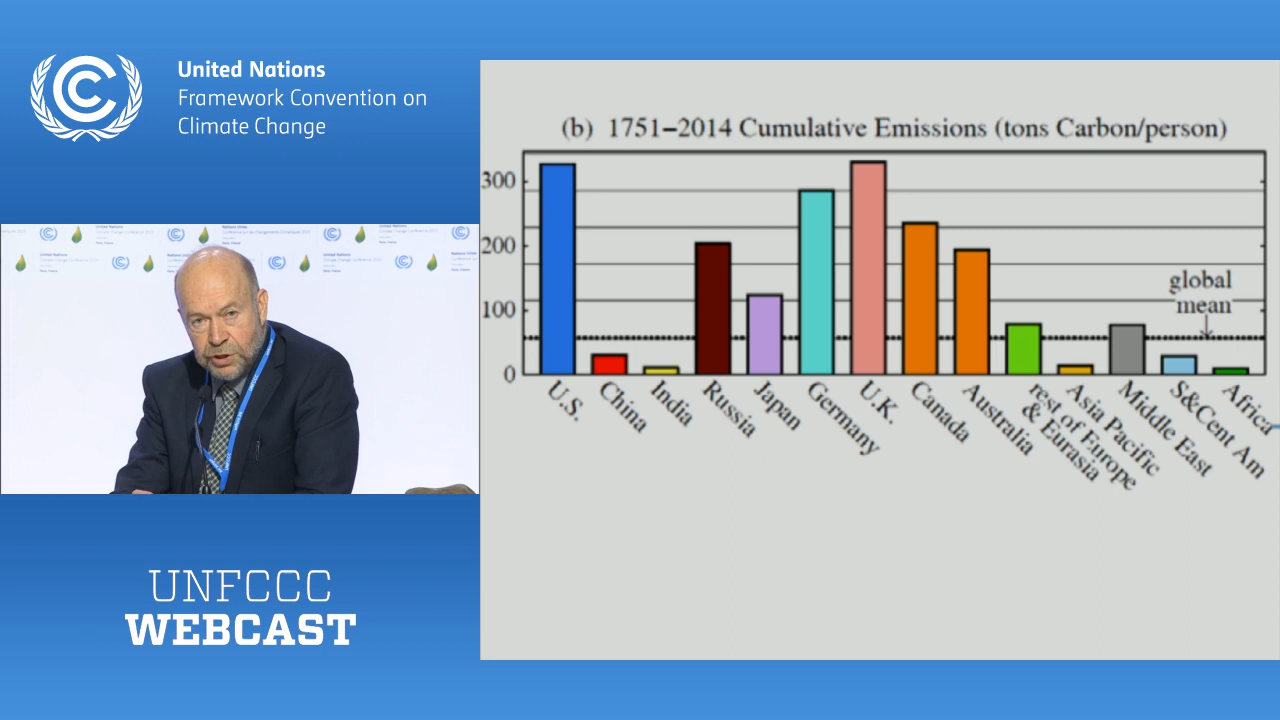 United Nations
Framework Convention on
Climate Change
UNFCCC
WEBCAST
(b) 1751–2014 Cumulative Emissions (tons Carbon/person)
300
200
100
0
global
mean
U.S.
China
India
Russia
Japan
Germany
U.K.
Canada
Australia
rest of Europe
& Eurasia
Asia Pacific
Middle East
S&Cent Am
Africa